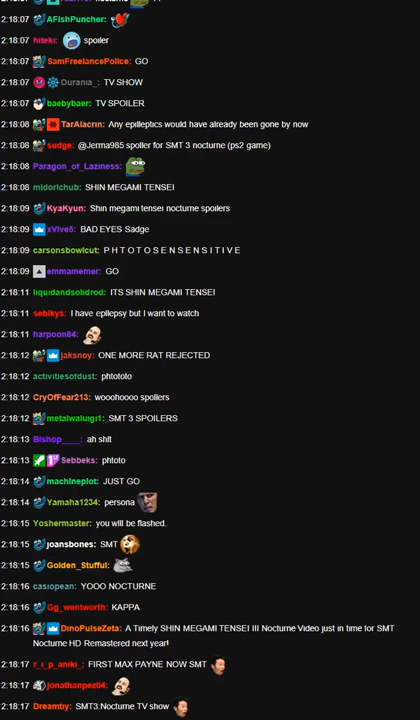 2:18:07 AFishPuncher:
2:18:07 hiteki: spoiler
2:18:07 SamFreelancePolice: GO
2:18:07 Ourania_: TV SHOW
2:18:07 baebybaer: TV SPOILER
2:18:08 TarAlacrin: Any epilleptics would have already been gone by now
2:18:08 sudge: @Jerma985 spoiler for SMT 3 nocturne (ps2 game)
2:18:08 Paragon_of_Laziness:
2:18:08 midorichub: SHIN MEGAMI TENSEI
2:18:09 KyaKyun: Shin megami tensei nocturne spoilers
2:18:09 xVive5: BAD EYES Sadge
2:18:09 carsonsbowlcut: P H T O T O S E N S E N S I T I V E
2:18:09 emmamemer: GO
2:18:11 liquidandsolidrod: ITS SHIN MEGAMI TENSEI
2:18:11 sebikys: I have epilepsy but I want to watch
2:18:11 harpoon84:
2:18:12 jaksnoy: ONE MORE RAT REJECTED
2:18:12 activitiesofdust: phtototo
2:18:12 CryOfFear213: wooohoooo spoilers
2:18:12 metalwaluigi1: SMT 3 SPOILERS
2:18:13 Bishop____: ah shit
2:18:13 Sebbeks: phtoto
2:18:14 machineplot: JUST GO
2:18:14 Yamaha1234: persona
2:18:15 Yoshermaster: you will be flashed.
2:18:15 joansbones: SMT
2:18:15 Golden_Stufful:
2:18:16 casiopean: YOOO NOCTURNE
2:18:16 Gg_wentworth: KAPPA
2:18:16 DinoPulseZeta: A Timely SHIN MEGAMI TENSEI III Nocturne Video just in time for SMT
Nocturne HD Remastered next year!
2:18:17 r_i_p_aniki_: FIRST MAX PAYNE NOW SMT
2:18:17 jonathanpez04:
2:18:17 Dreamtiy: SMT3:Nocturne TV show